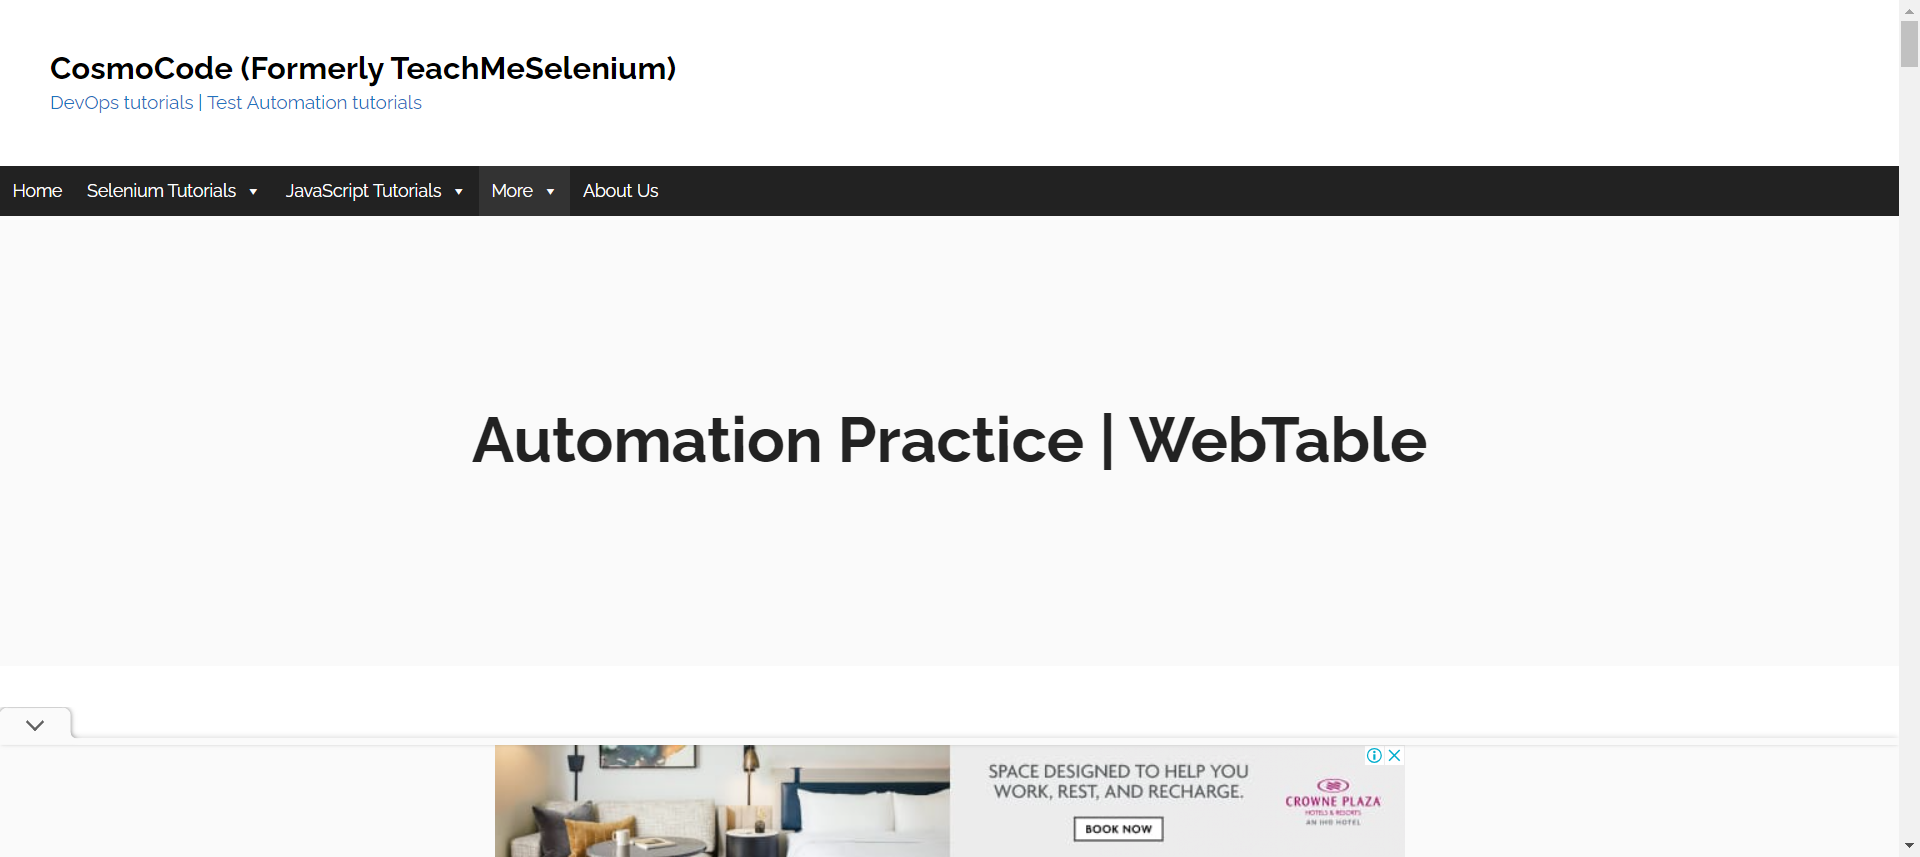 CosmoCode (Formerly TeachMeSelenium)
DevOps tutorials | Test Automation tutorials
Home Selenium Tutorials JavaScript Tutorials More About Us
Automation Practice | WebTable
SPACE DESIGNED TO HELP YOU
WORK, REST, AND RECHARGE.
BOOK NOW
CROWNE PLAZA
HOTELS & RESORTS
AN IHG HOTEL